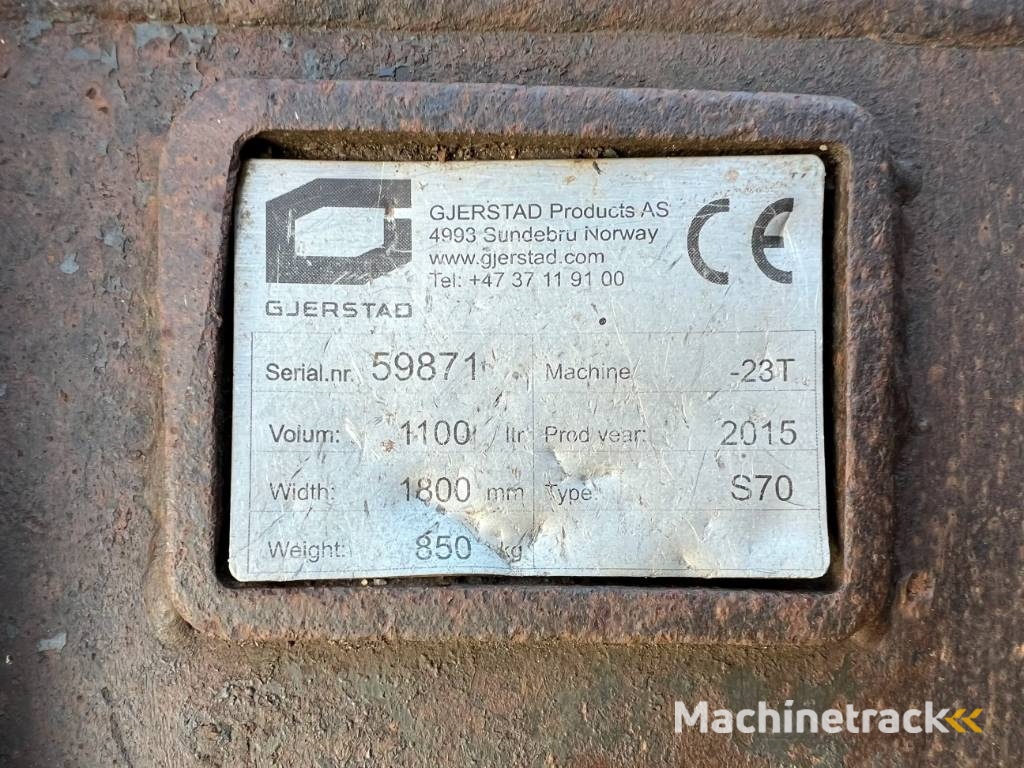 GJERSTAD Products AS
4993 Sundebru Norway
www.gjerstad.com
Tel: +47 37 11 91 00
GJERSTAD
CE
Serial.nr. 59871 Machine -23T
Volum: 1100 ltr Prod year: 2015
Width: 1800 mm Type: S70
Weight: 850 kg
Machinetrack